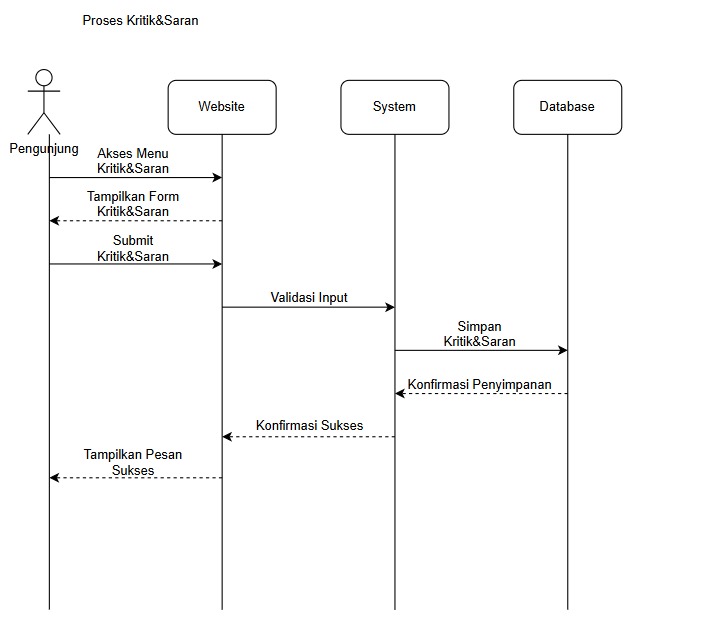 Proses Kritik&Saran
Website
System
Database
Pengunjung
Akses Menu
Kritik&Saran
Tampilkan Form
Kritik&Saran
Submit
Kritik&Saran
Validasi Input
Simpan
Kritik&Saran
Konfirmasi Penyimpanan
Konfirmasi Sukses
Tampilkan Pesan
Sukses